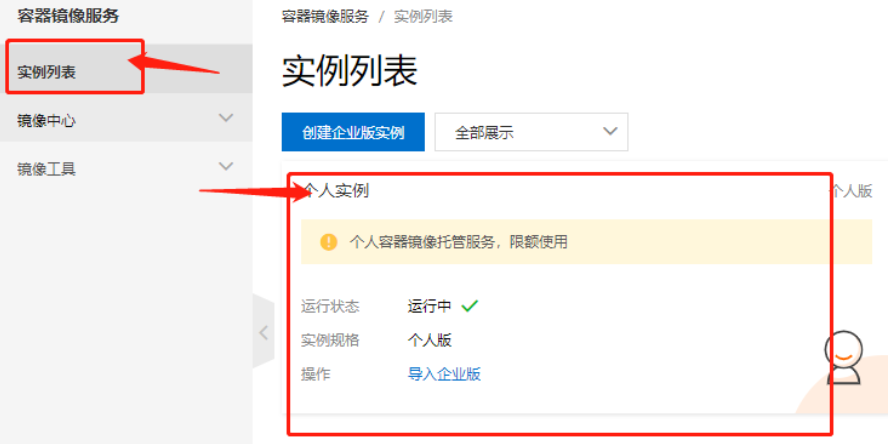 容器镜像服务
实例列表
镜像中心
镜像工具
容器镜像服务 / 实例列表
实例列表
创建企业版实例 全部展示
个人实例 个人版
个人容器镜像托管服务，限额使用
运行状态 运行中
实例规格 个人版
操作 导入企业版